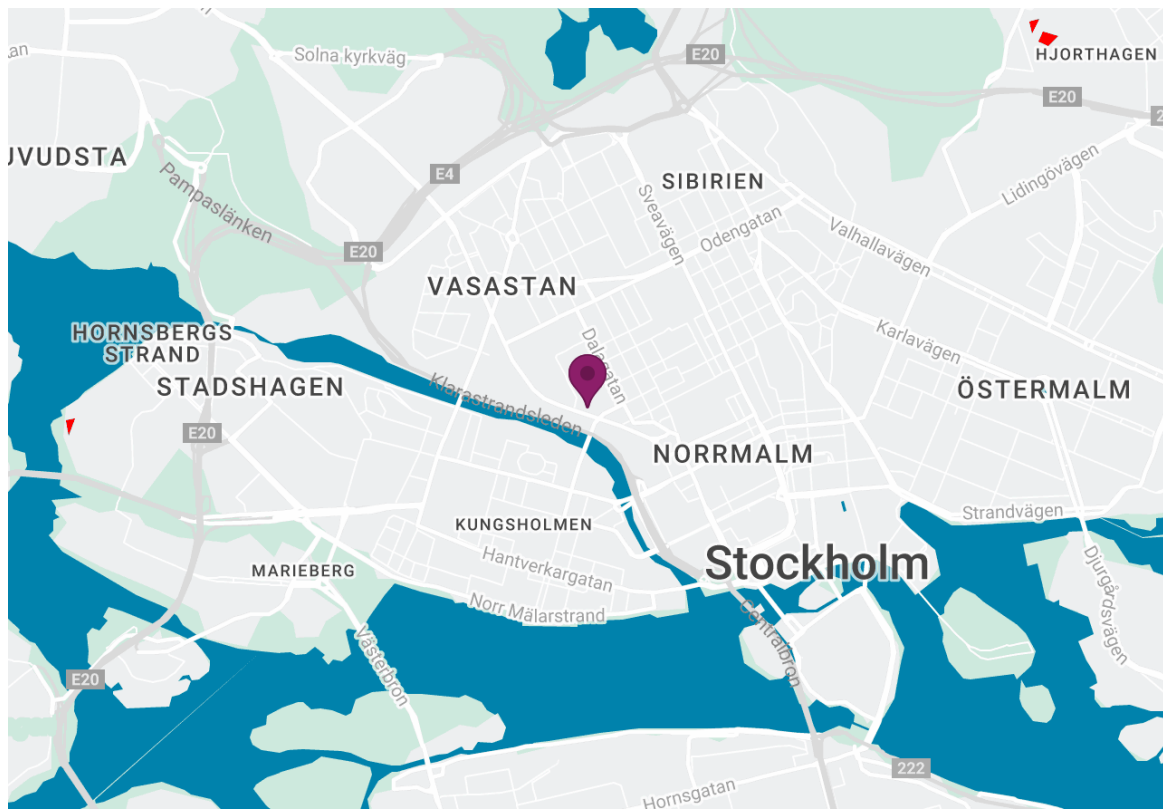 Solna kyrkväg
E20
HJORTHAGEN
E20
JVUDSTA
E4
SIBIRIEN
Lidingövägen
Pampaslänken
Sveavägen
Odengatan
Valhallavägen
E20
VASASTAN
HORNSBERGS
STRAND
Dalagatan
Karlavägen
STADSHAGEN
Klarastrandsleden
ÖSTERMALM
E20
NORRMALM
Strandvägen
KUNGSHOLMEN
Hantverkargatan
Stockholm
MARIEBERG
Djurgårdsvägen
Norr Mälarstrand
Centralbron
Västerbron
E20
222
Hornsgatan